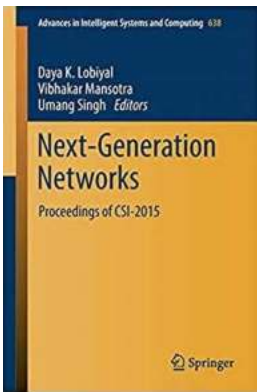 Advances in Intelligent Systems and Computing 638
Daya K. Lobiyal
Vibhakar Mansotra
Umang Singh Editors
Next-Generation
Networks
Proceedings of CSI-2015
Springer